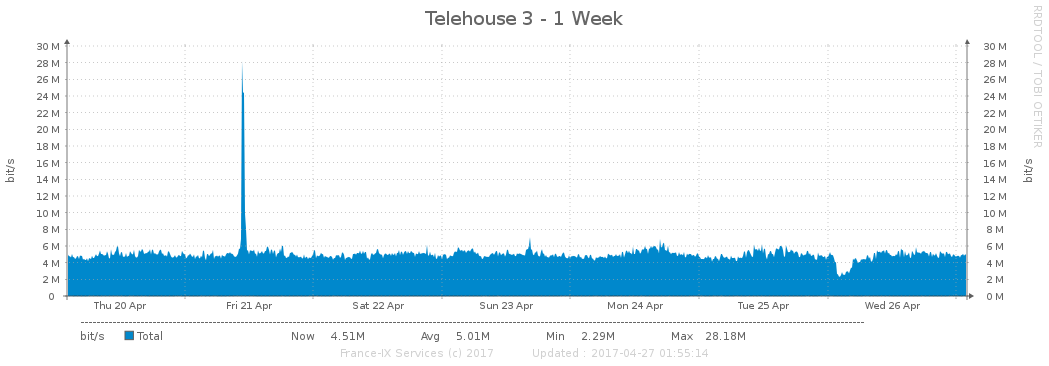 Telehouse 3 - 1 Week
RRDTOOL / TOBI OETIKER
30 M 30 M
28 M 28 M
26 M 26 M
24 M 24 M
22 M 22 M
20 M 20 M
18 M 18 M
16 M 16 M
14 M 14 M
12 M 12 M
10 M 10 M
8 M 8 M
6 M 6 M
4 M 4 M
2 M 2 M
0 0 M
bit/s bit/s
Thu 20 Apr Fri 21 Apr Sat 22 Apr Sun 23 Apr Mon 24 Apr Tue 25 Apr Wed 26 Apr
bit/s Total Now 4.51M Avg 5.01M Min 2.29M Max 28.18M
France-IX Services (c) 2017 Updated : 2017-04-27 01:55:14